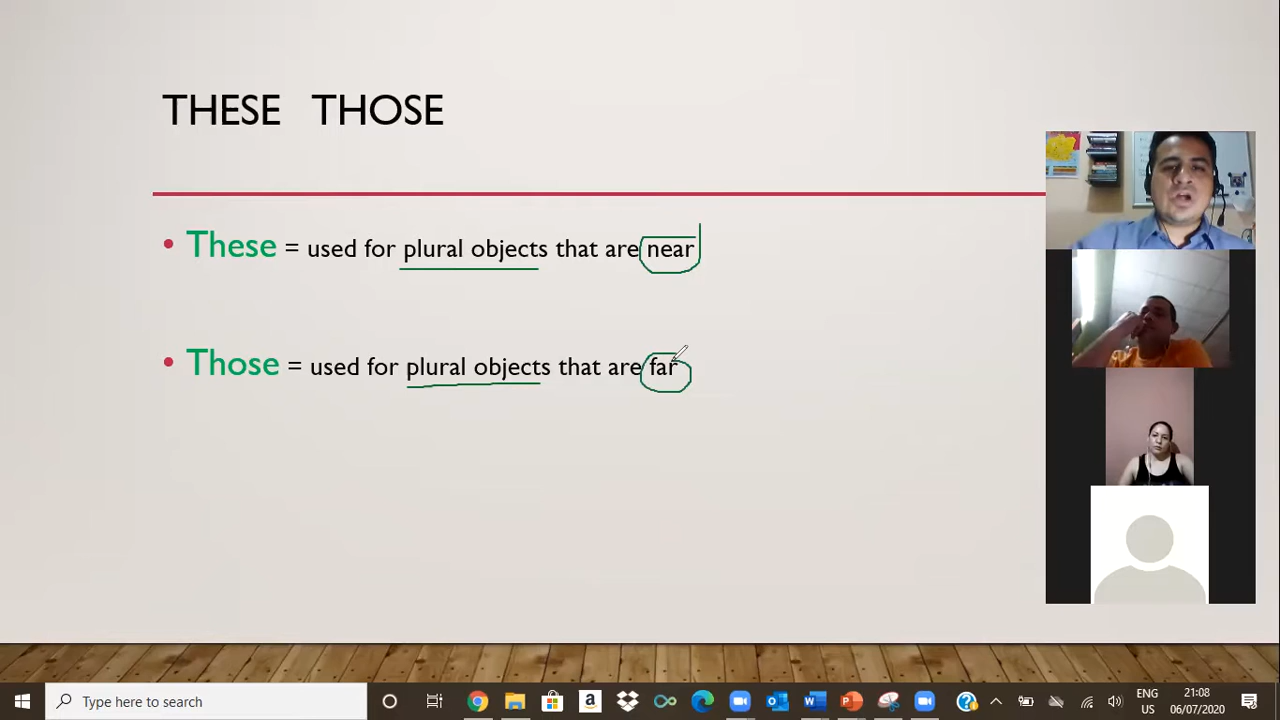 THESE THOSE
• These = used for plural objects that are near
• Those = used for plural objects that are far
Type here to search
ENG
US
21:08
06/07/2020